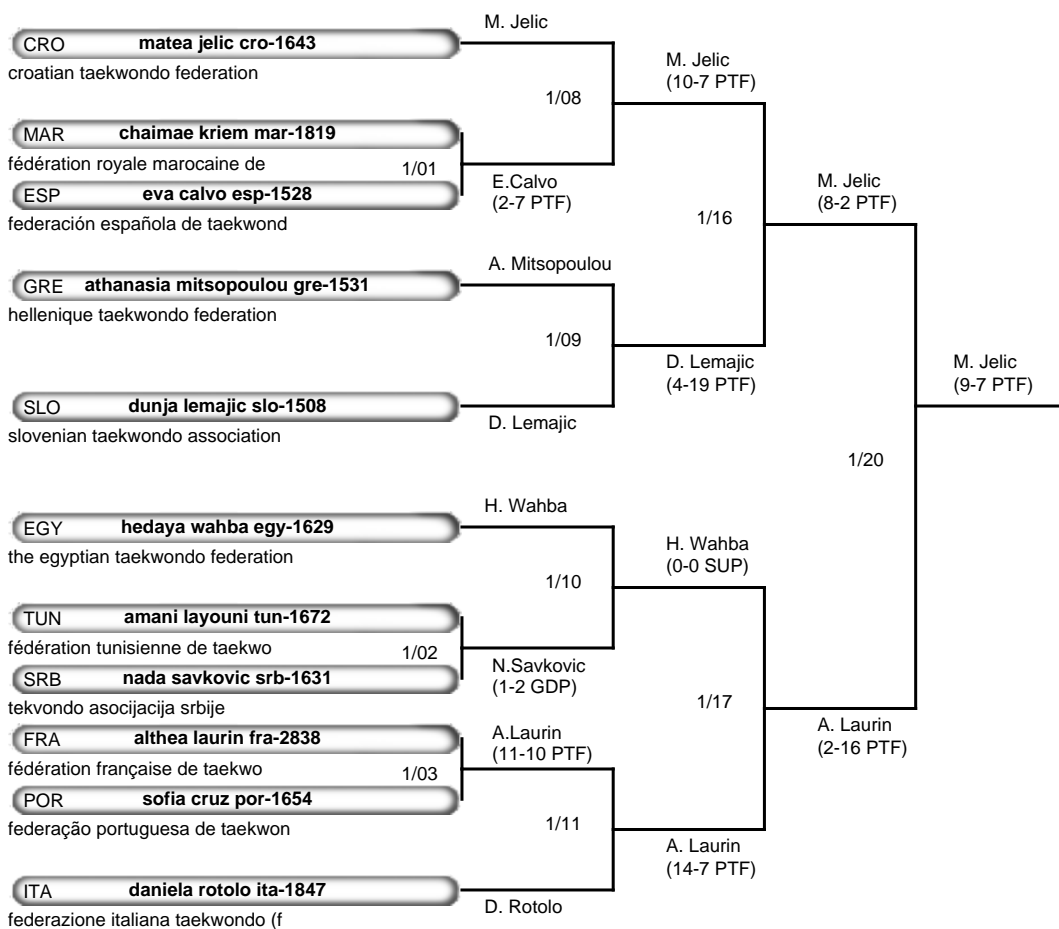 M. Jelic
CRO matea jelic cro-1643
croatian taekwondo federation
M. Jelic
(10-7 PTF)
1/08
MAR chaimae kriem mar-1819
fédération royale marocaine de
1/01
ESP eva calvo esp-1528
federación española de taekwond
E.Calvo
(2-7 PTF)
M. Jelic
(8-2 PTF)
1/16
A. Mitsopoulou
GRE athanasia mitsopoulou gre-1531
hellenique taekwondo federation
1/09
D. Lemajic
(4-19 PTF)
M. Jelic
(9-7 PTF)
SLO dunja lemajic slo-1508
slovenian taekwondo association
D. Lemajic
1/20
H. Wahba
EGY hedaya wahba egy-1629
the egyptian taekwondo federation
H. Wahba
(0-0 SUP)
1/10
TUN amani layouni tun-1672
fédération tunisienne de taekwo
1/02
SRB nada savkovic srb-1631
tekvondo asocijacija srbije
N.Savkovic
(1-2 GDP)
1/17
FRA althea laurin fra-2838
fédération française de taekwo
A.Laurin
(11-10 PTF)
A. Laurin
(2-16 PTF)
1/03
POR sofia cruz por-1654
federação portuguesa de taekwon
1/11
A. Laurin
(14-7 PTF)
ITA daniela rotolo ita-1847
federazione italiana taekwondo (f
D. Rotolo